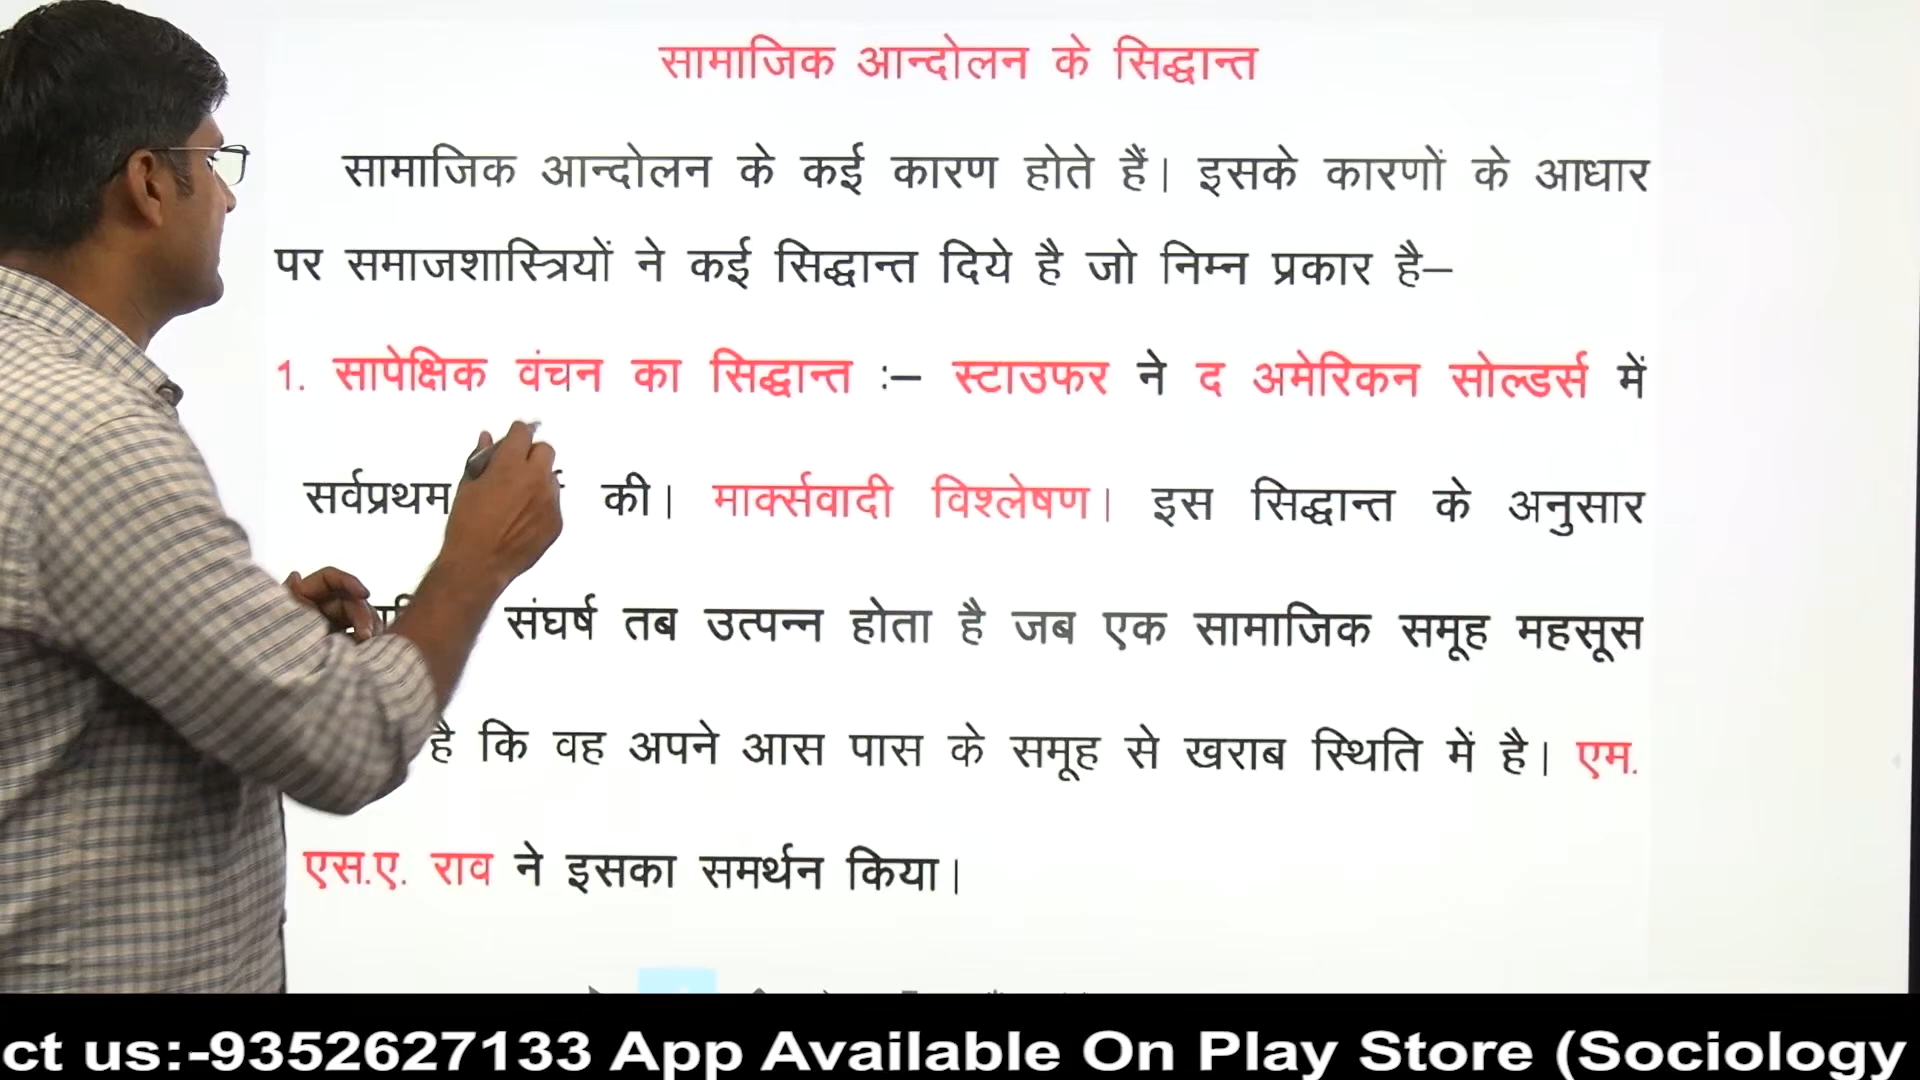 सामाजिक आन्दोलन के सिद्धान्त
सामाजिक आन्दोलन के कई कारण होते हैं। इसके कारणों के आधार
पर समाजशास्त्रियों ने कई सिद्धान्त दिये है जो निम्न प्रकार है–
1. सापेक्षिक वंचन का सिद्धान्त :– स्टाउफर ने द अमेरिकन सोल्डर्स में
सर्वप्रथम की। मार्क्सवादी विश्लेषण। इस सिद्धान्त के अनुसार
संघर्ष तब उत्पन्न होता है जब एक सामाजिक समूह महसूस
है कि वह अपने आस पास के समूह से खराब स्थिति में है। एम.
एस.ए. राव ने इसका समर्थन किया।
ct us:-9352627133 App Available On Play Store (Sociology